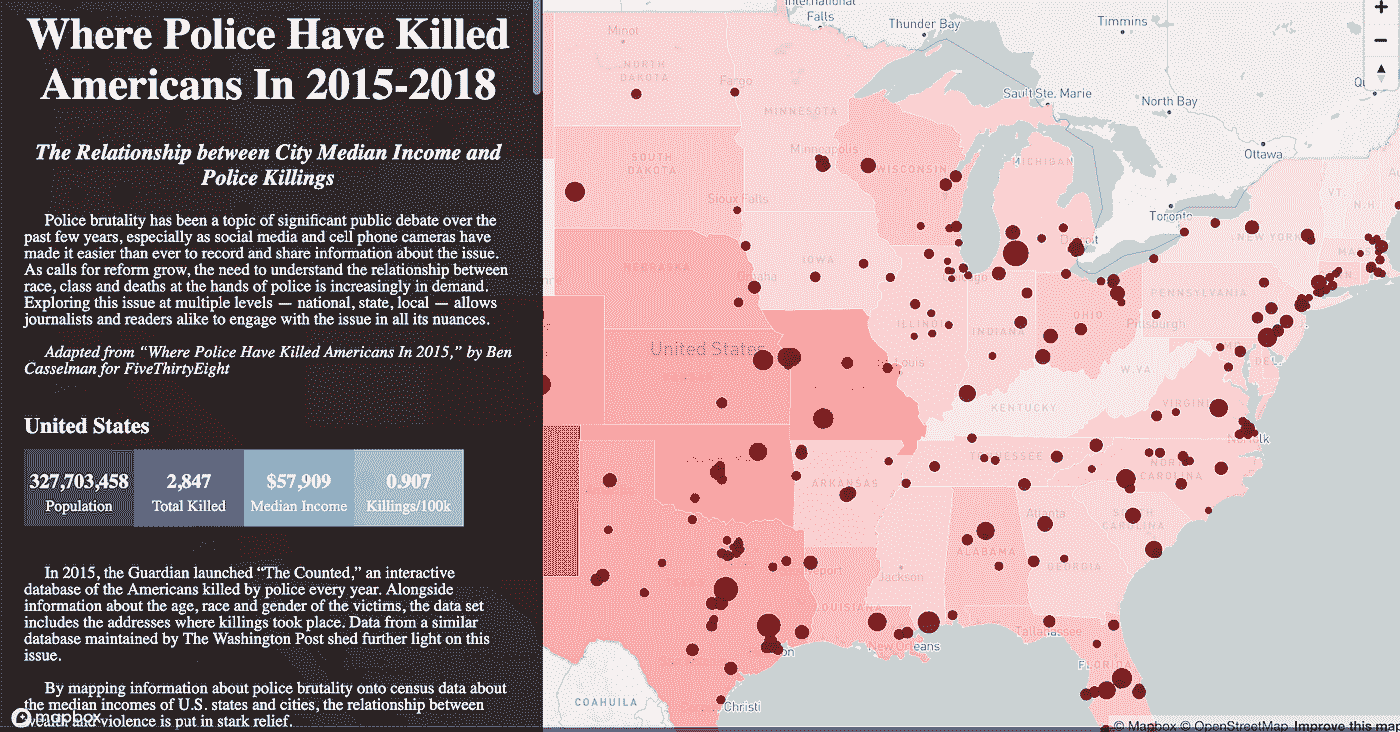 Where Police Have Killed
Americans In 2015-2018
The Relationship between City Median Income and
Police Killings
Police brutality has been a topic of significant public debate over the
past few years, especially as social media and cell phone cameras have
made it easier than ever to record and share information about the issue.
As calls for reform grow, the need to understand the relationship between
race, class and deaths at the hands of police is increasingly in demand.
Exploring this issue at multiple levels — national, state, local — allows
journalists and readers alike to engage with the issue in all its nuances.
Adapted from “Where Police Have Killed Americans In 2015,” by Ben
Casselman for FiveThirtyEight
United States
327,703,458 2,847 $57,909 0.907
Population Total Killed Median Income Killings/100k
In 2015, the Guardian launched “The Counted,” an interactive
database of the Americans killed by police every year. Alongside
information about the age, race and gender of the victims, the data set
includes the addresses where killings took place. Data from a similar
database maintained by The Washington Post shed further light on this
issue.
By mapping information about police brutality onto census data about
the median incomes of U.S. states and cities, the relationship between
wealth and violence is put in stark relief.
mapbox
International
Falls
Thunder Bay
Timmins
+
−
Minot
NORTH
DAKOTA
Fargo
MINNESOTA
Sault Ste. Marie
North Bay
Ottawa
Minneapolis
SOUTH
DAKOTA
WISCONSIN
MICHIGAN
VT.
N.H.
Sioux Falls
Toronto
NEW YORK
IOWA
Omaha
NEBRASKA
PENNSYLVANIA
OHIO
Pittsburgh
ILLINOIS
INDIANA
United States
DEL.
W.VA
KENTUCKY
VIRGINIA
TENNESSEE
NORTH
CAROLINA
ARKANSAS
Atlanta
SOUTH
CAROLINA
ALABAMA
GEORGIA
Jackson
LOUISIANA
Tallahassee
New Orleans
FLORIDA
COAHUILA
Christi
© Mapbox © OpenStreetMap Improve this map